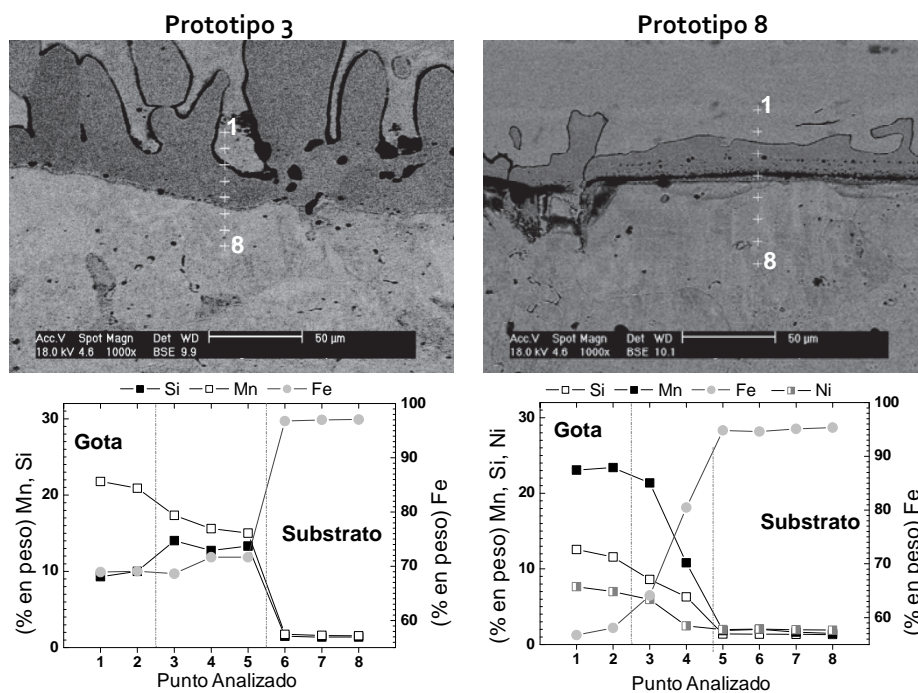 Prototipo 3
Prototipo 8
1
8
Acc.V Spot Magn Det WD 50 µm
18.0 kV 4.6 1000x BSE 9.9
1
8
Acc.V Spot Magn Det WD 50 µm
18.0 kV 4.6 1000x BSE 10.1
Si Mn Fe
(% en peso) Mn, Si
30
20
10
0
Gota
Substrato
100
90
80
70
60
(% en peso) Fe
1 2 3 4 5 6 7 8
Punto Analizado
Si Mn Fe Ni
(% en peso) Mn, Si, Ni
30
20
10
0
Gota
Substrato
100
90
80
70
60
(% en peso) Fe
1 2 3 4 5 6 7 8
Punto Analizado